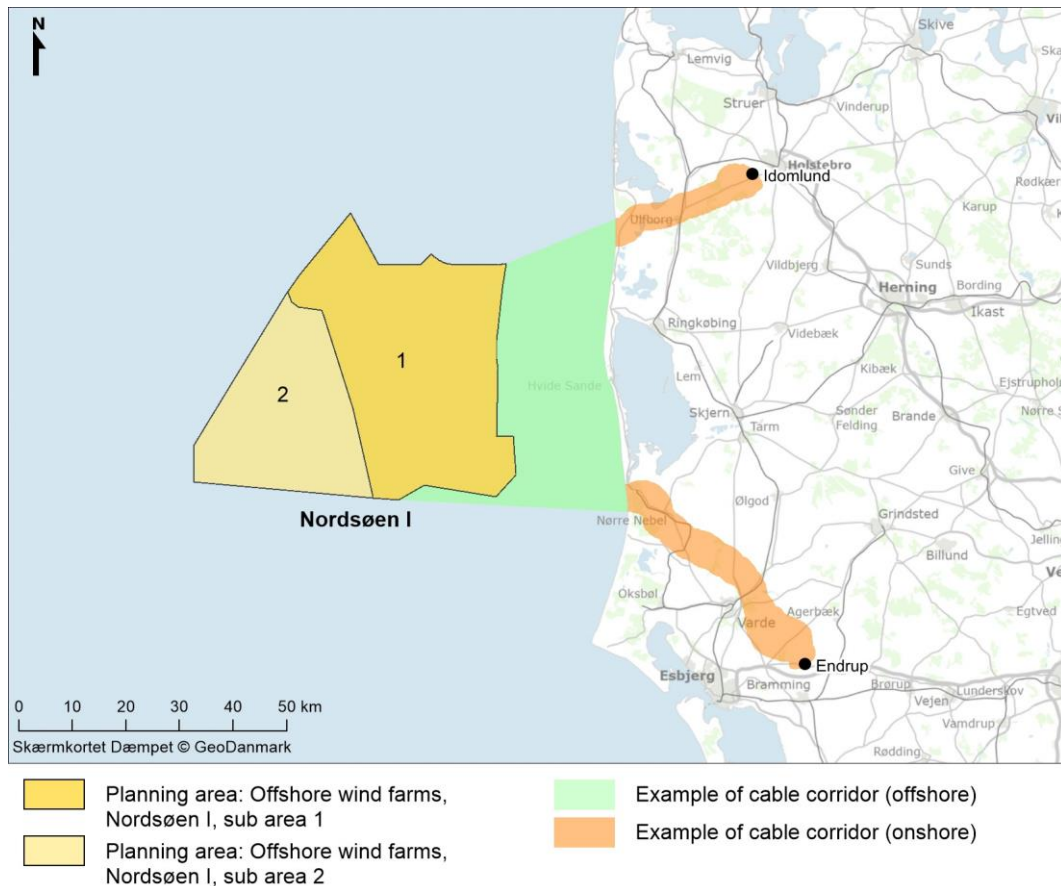 N
Skive
Lemvig
Struer
Vinderup
Holstebro
Idomlund
Ulfborg
Karup
Vildbjerg
Sunds
Herning
Bording
Ikast
Ringkøbing
Videbæk
1
Kibæk
2
Hvide Sande
Lem
Skjern
Sønder
Felding
Brande
Tarm
Give
Ølgod
Nordsøen I
Nørre Nebel
Grindsted
Billund
Oksbøl
Agerbæk
Varde
Egtved
Endrup
Esbjerg
Bramming
Brørup
Vejen
Lunderskov
Vamdrup
Rødding
0 10 20 30 40 50 km
Skærmkortet Dæmpet © GeoDanmark
Planning area: Offshore wind farms,
Nordsøen I, sub area 1
Planning area: Offshore wind farms,
Nordsøen I, sub area 2
Example of cable corridor (offshore)
Example of cable corridor (onshore)